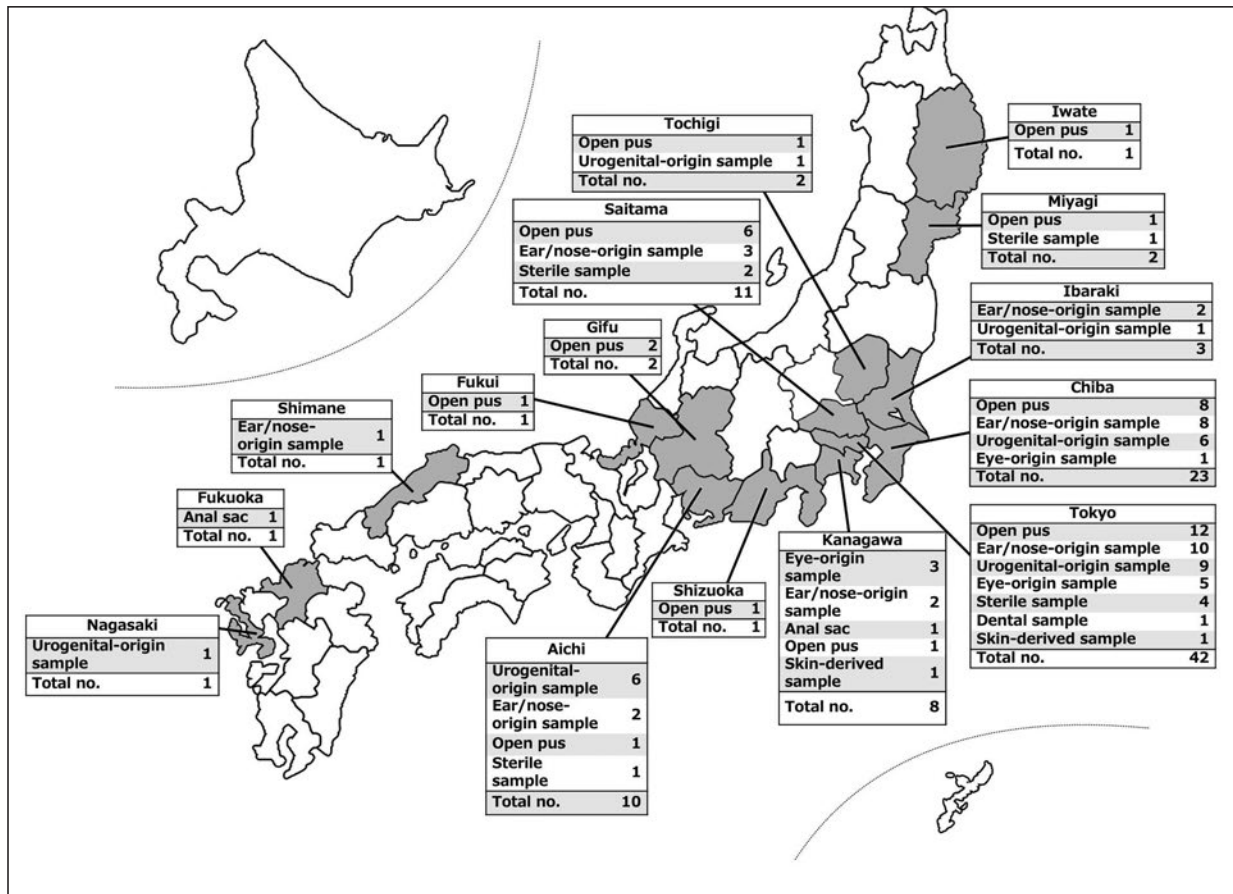 Iwate
Open pus 1
Total no. 1
Tochigi
Open pus 1
Urogenital-origin sample 1
Total no. 2
Miyagi
Open pus 1
Sterile sample 1
Total no. 2
Saitama
Open pus 6
Ear/nose-origin sample 3
Sterile sample 2
Total no. 11
Ibaraki
Ear/nose-origin sample 2
Urogenital-origin sample 1
Total no. 3
Gifu
Open pus 2
Total no. 2
Fukui
Open pus 1
Total no. 1
Chiba
Open pus 8
Ear/nose-origin sample 8
Urogenital-origin sample 6
Eye-origin sample 1
Total no. 23
Shimane
Ear/nose-
origin sample 1
Total no. 1
Fukuoka
Anal sac 1
Total no. 1
Tokyo
Open pus 12
Ear/nose-origin sample 10
Urogenital-origin sample 9
Eye-origin sample 5
Sterile sample 4
Dental sample 1
Skin-derived sample 1
Total no. 42
Kanagawa
Eye-origin
sample 3
Ear/nose-origin
sample 2
Anal sac 1
Open pus 1
Skin-derived
sample 1
Total no. 8
Shizuoka
Open pus 1
Total no. 1
Nagasaki
Urogenital-origin
sample 1
Total no. 1
Aichi
Urogenital-
origin sample 6
Ear/nose-
origin sample 2
Open pus 1
Sterile
sample 1
Total no. 10